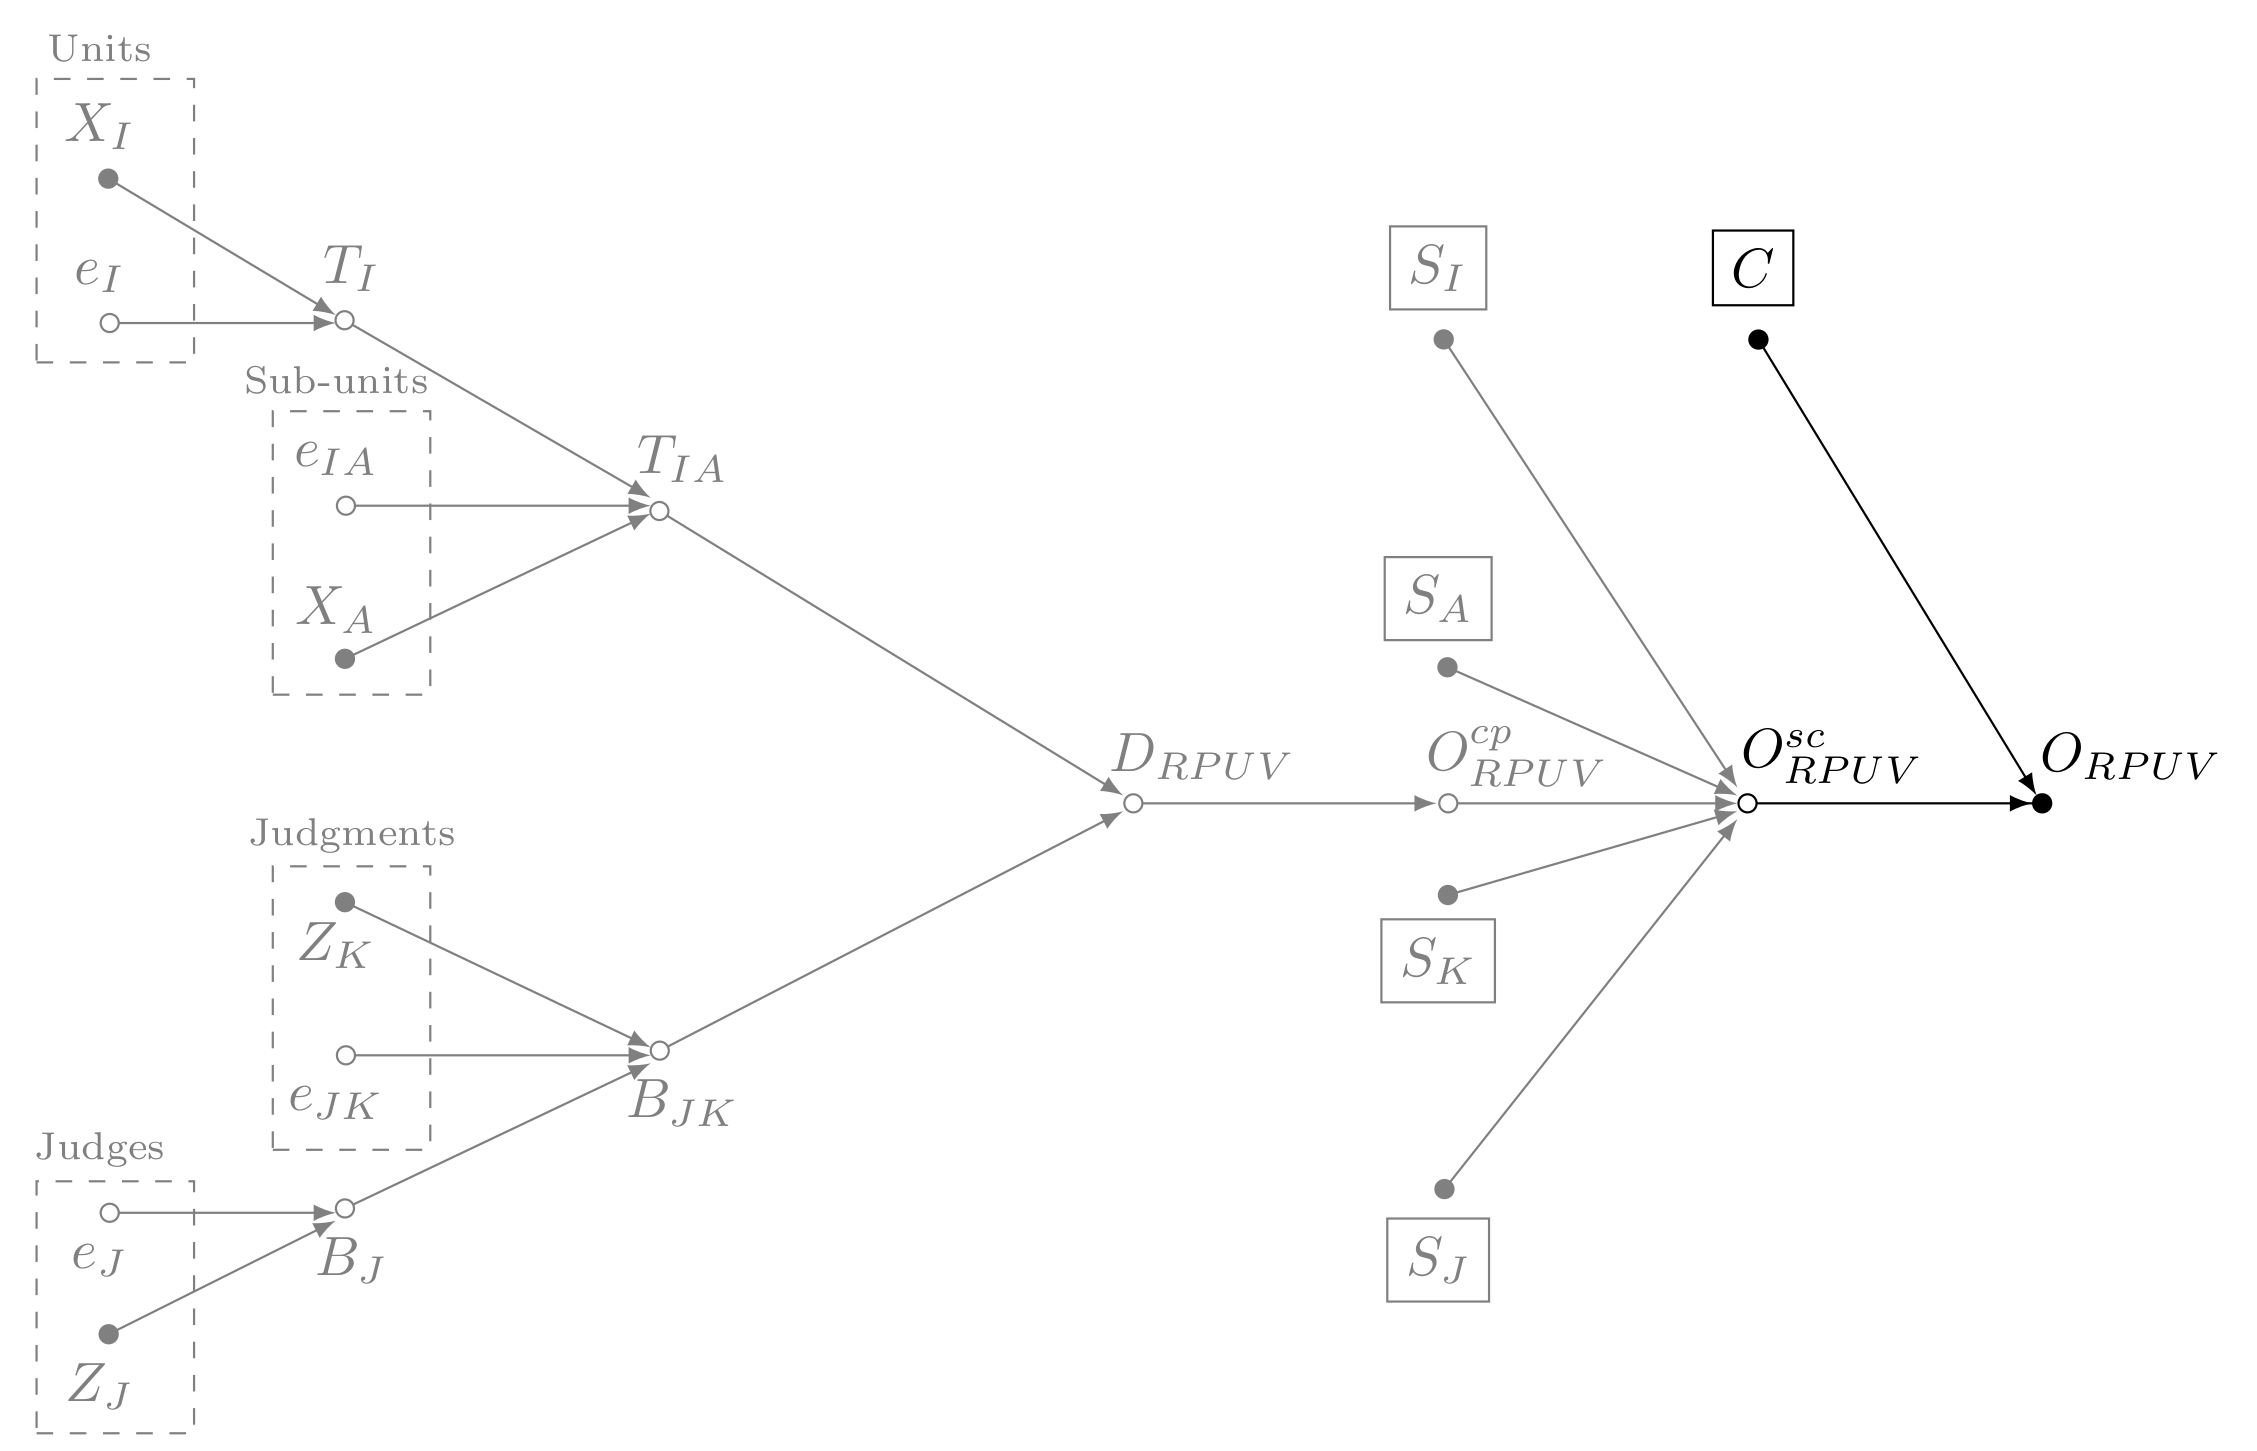 Units
X_I
e_I
T_I
S_I
C
Sub-units
e_{IA}
T_{IA}
X_A
S_A
D_{RPUV}
O^{cp}_{RPUV}
O^{sc}_{RPUV}
O_{RPUV}
Judgments
Z_K
S_K
e_{JK}
B_{JK}
Judges
e_J
B_J
S_J
Z_J